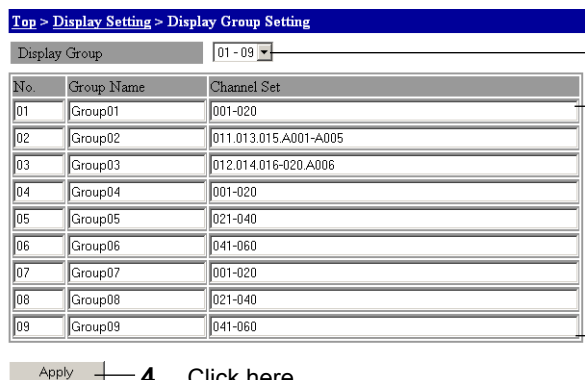 Top > Display Setting > Display Group Setting
Display Group 01 - 09
No. Group Name Channel Set
01 Group01 001-020
02 Group02 011.013.015.A001-A005
03 Group03 012.014.016-020.A006
04 Group04 001-020
05 Group05 021-040
06 Group06 041-060
07 Group07 001-020
08 Group08 021-040
09 Group09 041-060
Apply 4 Click here